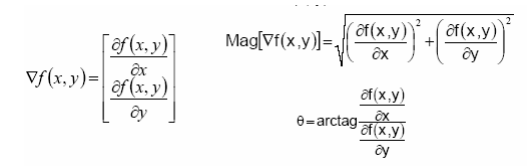 ∇f(x,y)=[∂f(x,y)/∂x ∂f(x,y)/∂y]
Mag[∇f(x,y)]=√((∂f(x,y)/∂x)²+(∂f(x,y)/∂y)²)
θ=arctag (∂f(x,y)/∂x)/(∂f(x,y)/∂y)